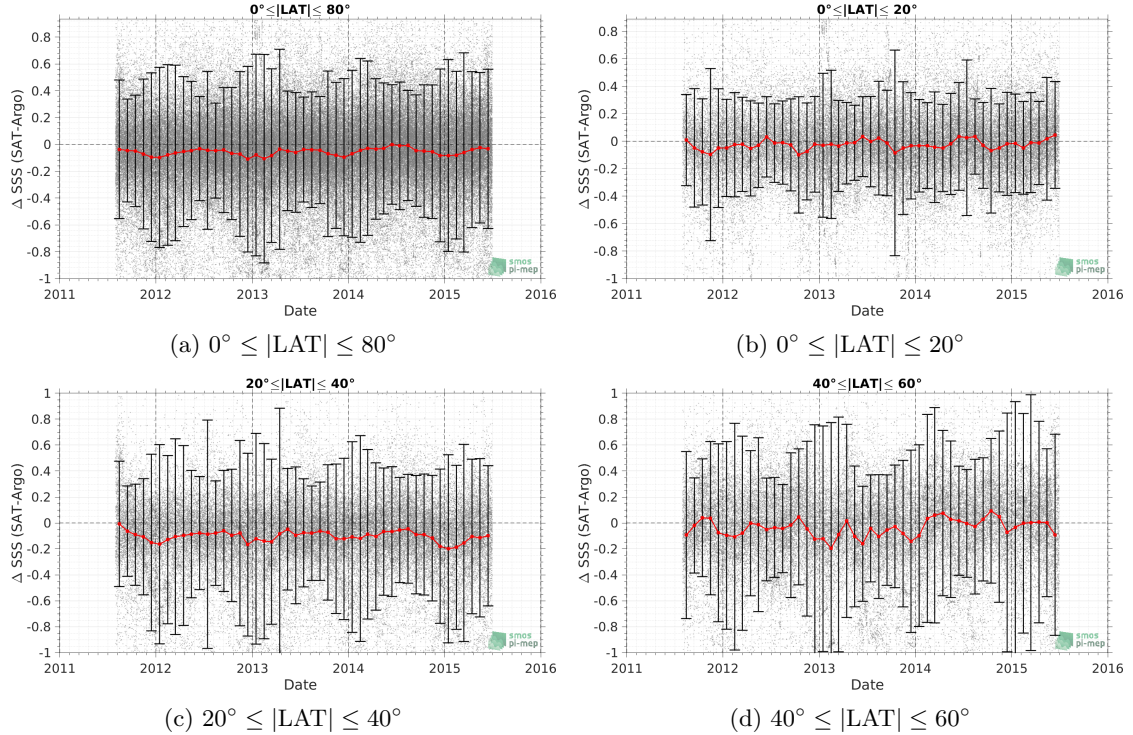 0°≤|LAT|≤ 80°
Δ SSS (SAT-Argo)
0.8
0.6
0.4
0.2
0
-0.2
-0.4
-0.6
-0.8
-1
2011 2012 2013 2014 2015 2016
Date
smos
pi-mep
(a) 0° ≤ |LAT| ≤ 80°
0°≤|LAT|≤ 20°
Δ SSS (SAT-Argo)
0.8
0.6
0.4
0.2
0
-0.2
-0.4
-0.6
-0.8
-1
2011 2012 2013 2014 2015 2016
Date
smos
pi-mep
(b) 0° ≤ |LAT| ≤ 20°
20°≤|LAT|≤ 40°
Δ SSS (SAT-Argo)
1
0.8
0.6
0.4
0.2
0
-0.2
-0.4
-0.6
-0.8
-1
2011 2012 2013 2014 2015 2016
Date
smos
pi-mep
(c) 20° ≤ |LAT| ≤ 40°
40°≤|LAT|≤ 60°
Δ SSS (SAT-Argo)
1
0.8
0.6
0.4
0.2
0
-0.2
-0.4
-0.6
-0.8
-1
2011 2012 2013 2014 2015 2016
Date
smos
pi-mep
(d) 40° ≤ |LAT| ≤ 60°